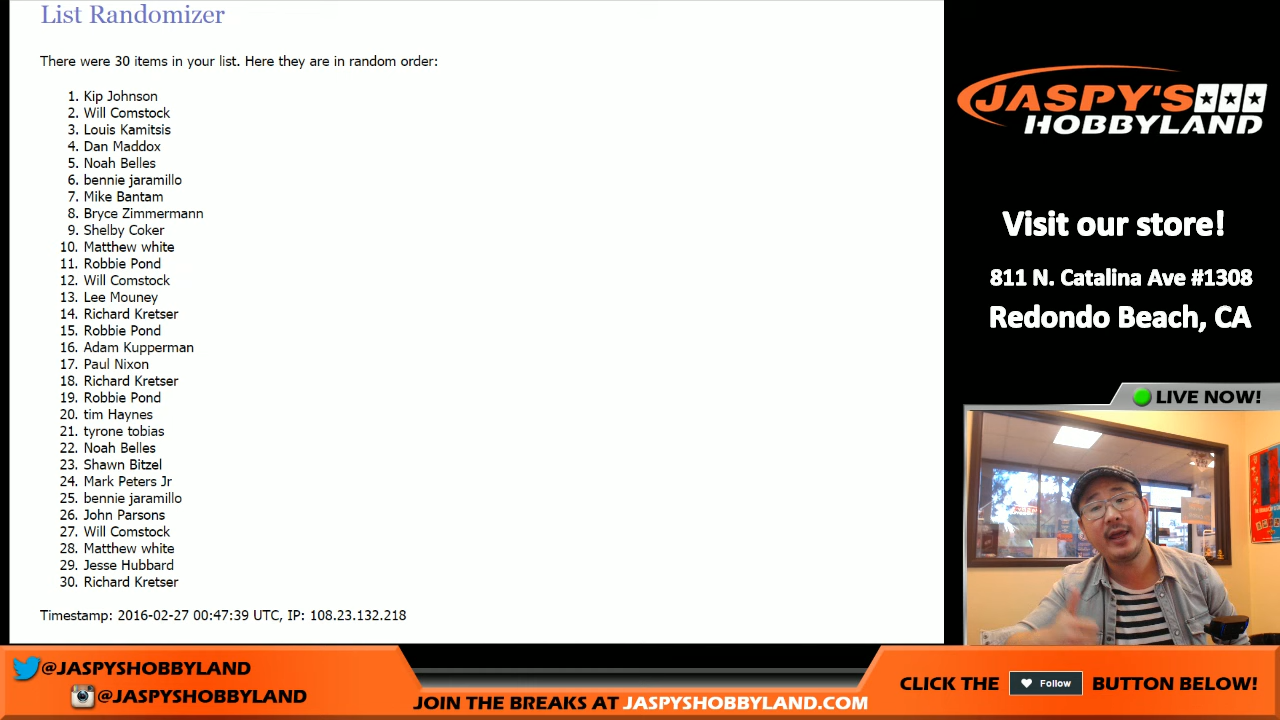 List Randomizer
There were 30 items in your list. Here they are in random order:
1. Kip Johnson
2. Will Comstock
3. Louis Kamitsis
4. Dan Maddox
5. Noah Belles
6. bennie jaramillo
7. Mike Bantam
8. Bryce Zimmermann
9. Shelby Coker
10. Matthew white
11. Robbie Pond
12. Will Comstock
13. Lee Mouney
14. Richard Kretser
15. Robbie Pond
16. Adam Kupperman
17. Paul Nixon
18. Richard Kretser
19. Robbie Pond
20. tim Haynes
21. tyrone tobias
22. Noah Belles
23. Shawn Bitzel
24. Mark Peters Jr
25. bennie jaramillo
26. John Parsons
27. Will Comstock
28. Matthew white
29. Jesse Hubbard
30. Richard Kretser
Timestamp: 2016-02-27 00:47:39 UTC, IP: 108.23.132.218
JASPY'S
HOBBYLAND
Visit our store!
811 N. Catalina Ave #1308
Redondo Beach, CA
LIVE NOW!
@JASPYSHOBBYLAND
@JASPYSHOBBYLAND
JOIN THE BREAKS AT JASPYSHOBBYLAND.COM
CLICK THE Follow BUTTON BELOW!